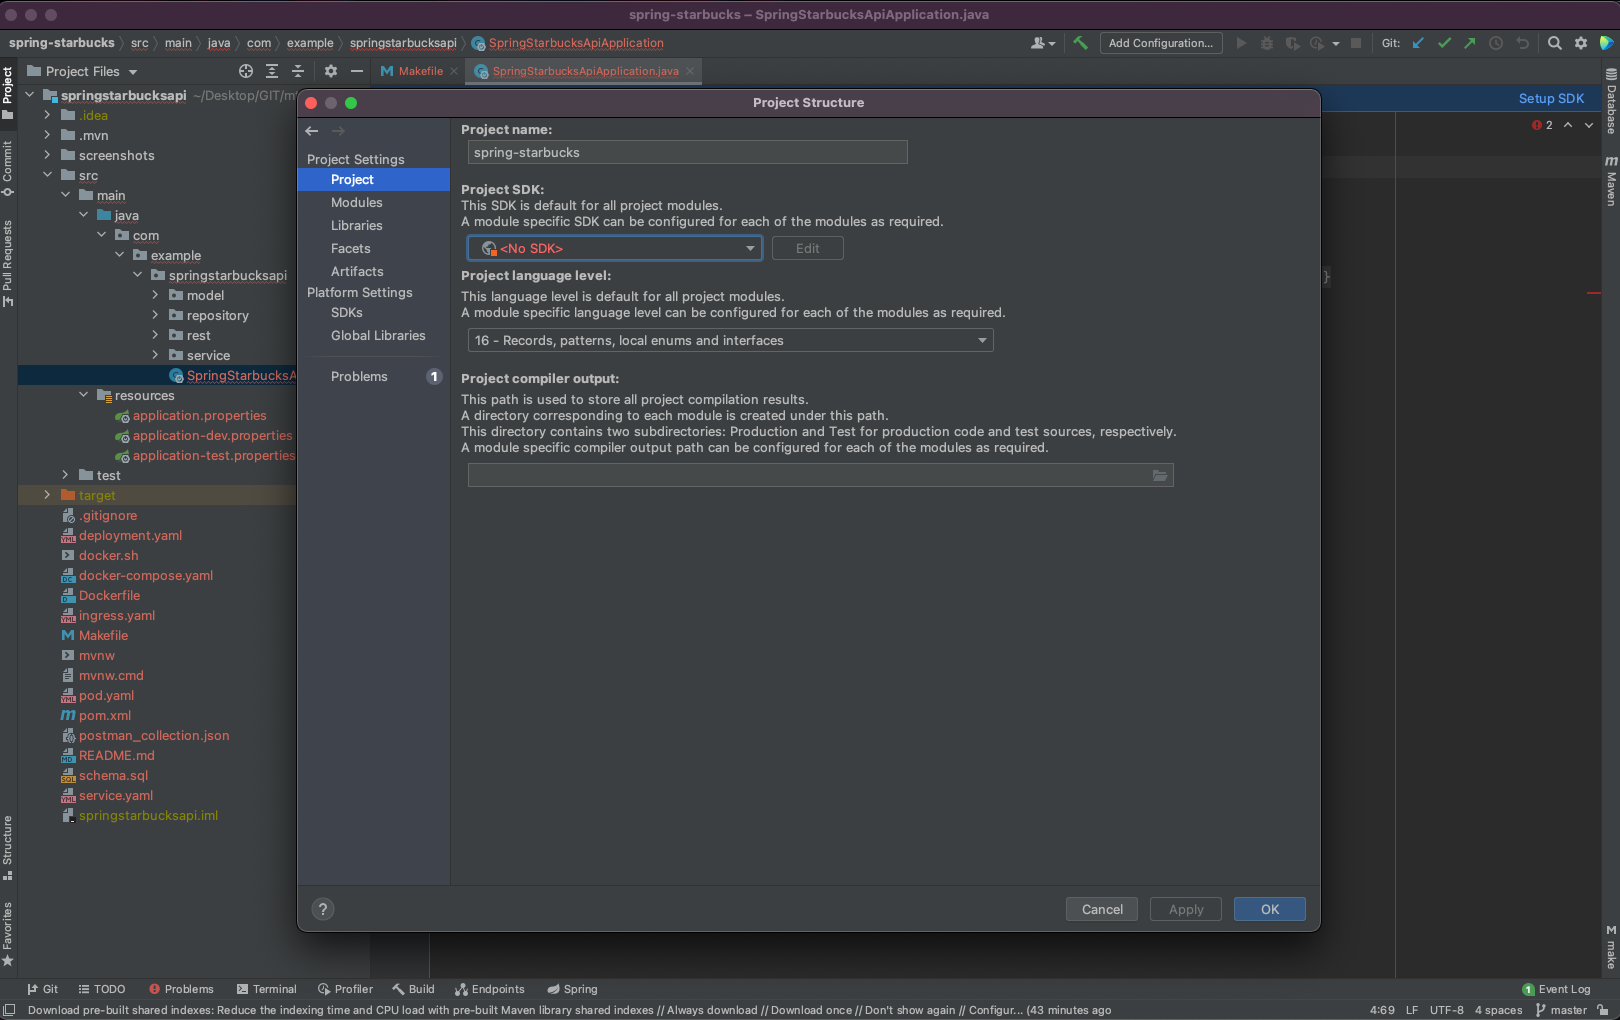 spring-starbucks – SpringStarbucksApiApplication.java
spring-starbucks src main java com example springstarbucksapi SpringStarbucksApiApplication
Add Configuration...
Git:
Project Files
Makefile
SpringStarbucksApiApplication.java
Project
Commit
Pull Requests
Structure
Favorites
springstarbucksapi ~/Desktop/GIT/m
.idea
.mvn
screenshots
src
main
java
com
example
springstarbucksapi
model
repository
rest
service
SpringStarbucksA
resources
application.properties
application-dev.properties
application-test.properties
test
target
.gitignore
deployment.yaml
docker.sh
docker-compose.yaml
Dockerfile
ingress.yaml
Makefile
mvnw
mvnw.cmd
pod.yaml
pom.xml
postman_collection.json
README.md
schema.sql
service.yaml
springstarbucksapi.iml
Project Structure
Project Settings
Project
Modules
Libraries
Facets
Artifacts
Platform Settings
SDKs
Global Libraries
Problems 1
Project name:
spring-starbucks
Project SDK:
This SDK is default for all project modules.
A module specific SDK can be configured for each of the modules as required.
<No SDK>
Edit
Project language level:
This language level is default for all project modules.
A module specific language level can be configured for each of the modules as required.
16 - Records, patterns, local enums and interfaces
Project compiler output:
This path is used to store all project compilation results.
A directory corresponding to each module is created under this path.
This directory contains two subdirectories: Production and Test for production code and test sources, respectively.
A module specific compiler output path can be configured for each of the modules as required.
?
Cancel
Apply
OK
Setup SDK
2
}
Database
m Maven
M make
Git
TODO
Problems
Terminal
Profiler
Build
Endpoints
Spring
1 Event Log
Download pre-built shared indexes: Reduce the indexing time and CPU load with pre-built Maven library shared indexes // Always download // Download once // Don't show again // Configur... (43 minutes ago
4:69 LF UTF-8 4 spaces master